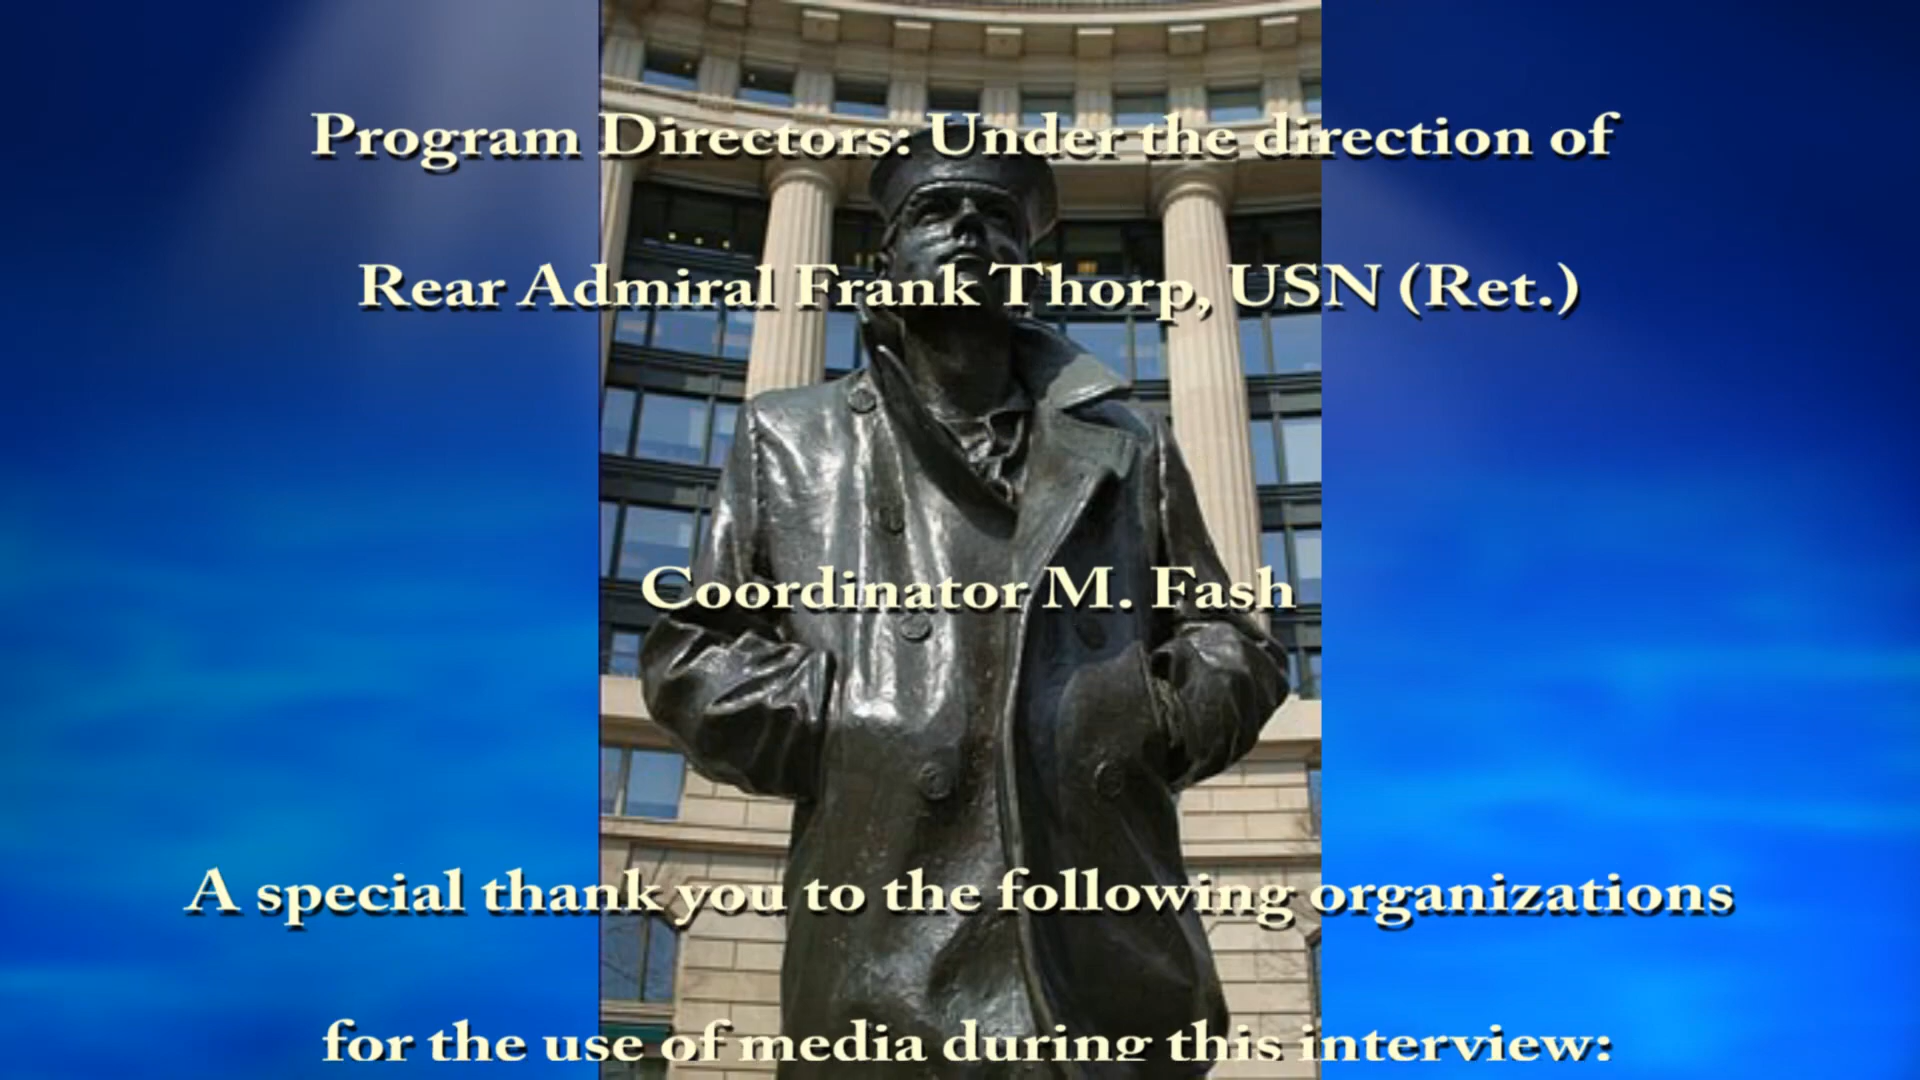 Program Directors: Under the direction of
Rear Admiral Frank Thorp, USN (Ret.)
Coordinator M. Fash
A special thank you to the following organizations
for the use of media during this interview: